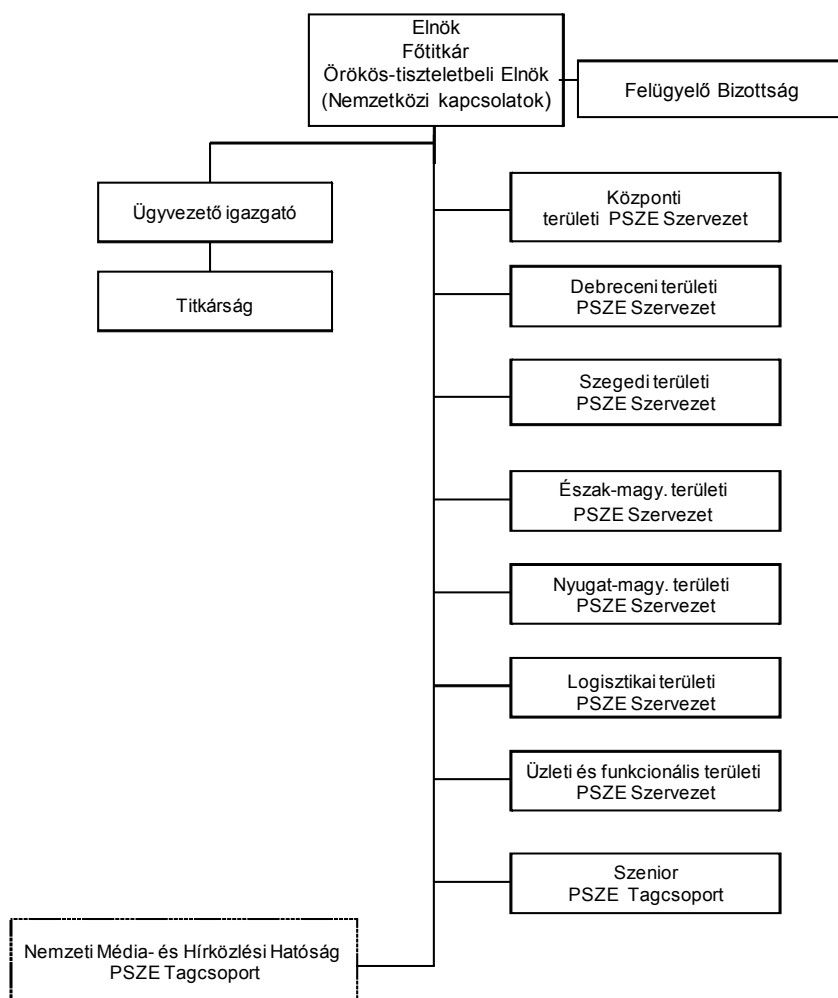 Elnök
Főtitkár
Örökös-tiszteletbeli Elnök
(Nemzetközi kapcsolatok)
Felügyelő Bizottság
Ügyvezető igazgató
Titkárság
Központi
területi PSZE Szervezet
Debreceni területi
PSZE Szervezet
Szegedi területi
PSZE Szervezet
Észak-magy. területi
PSZE Szervezet
Nyugat-magy. területi
PSZE Szervezet
Logisztikai területi
PSZE Szervezet
Üzleti és funkcionális területi
PSZE Szervezet
Szenior
PSZE Tagcsoport
Nemzeti Média- és Hírközlési Hatóság
PSZE Tagcsoport